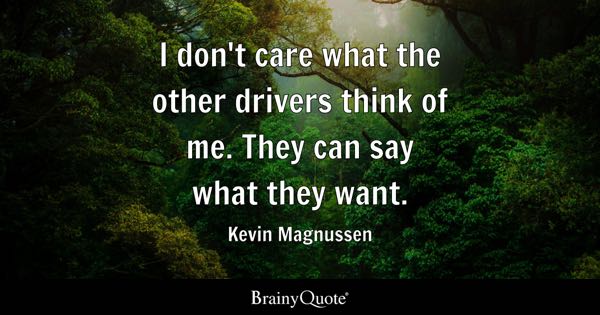 I don't care what the
other drivers think of
me. They can say
what they want.
Kevin Magnussen
BrainyQuote®